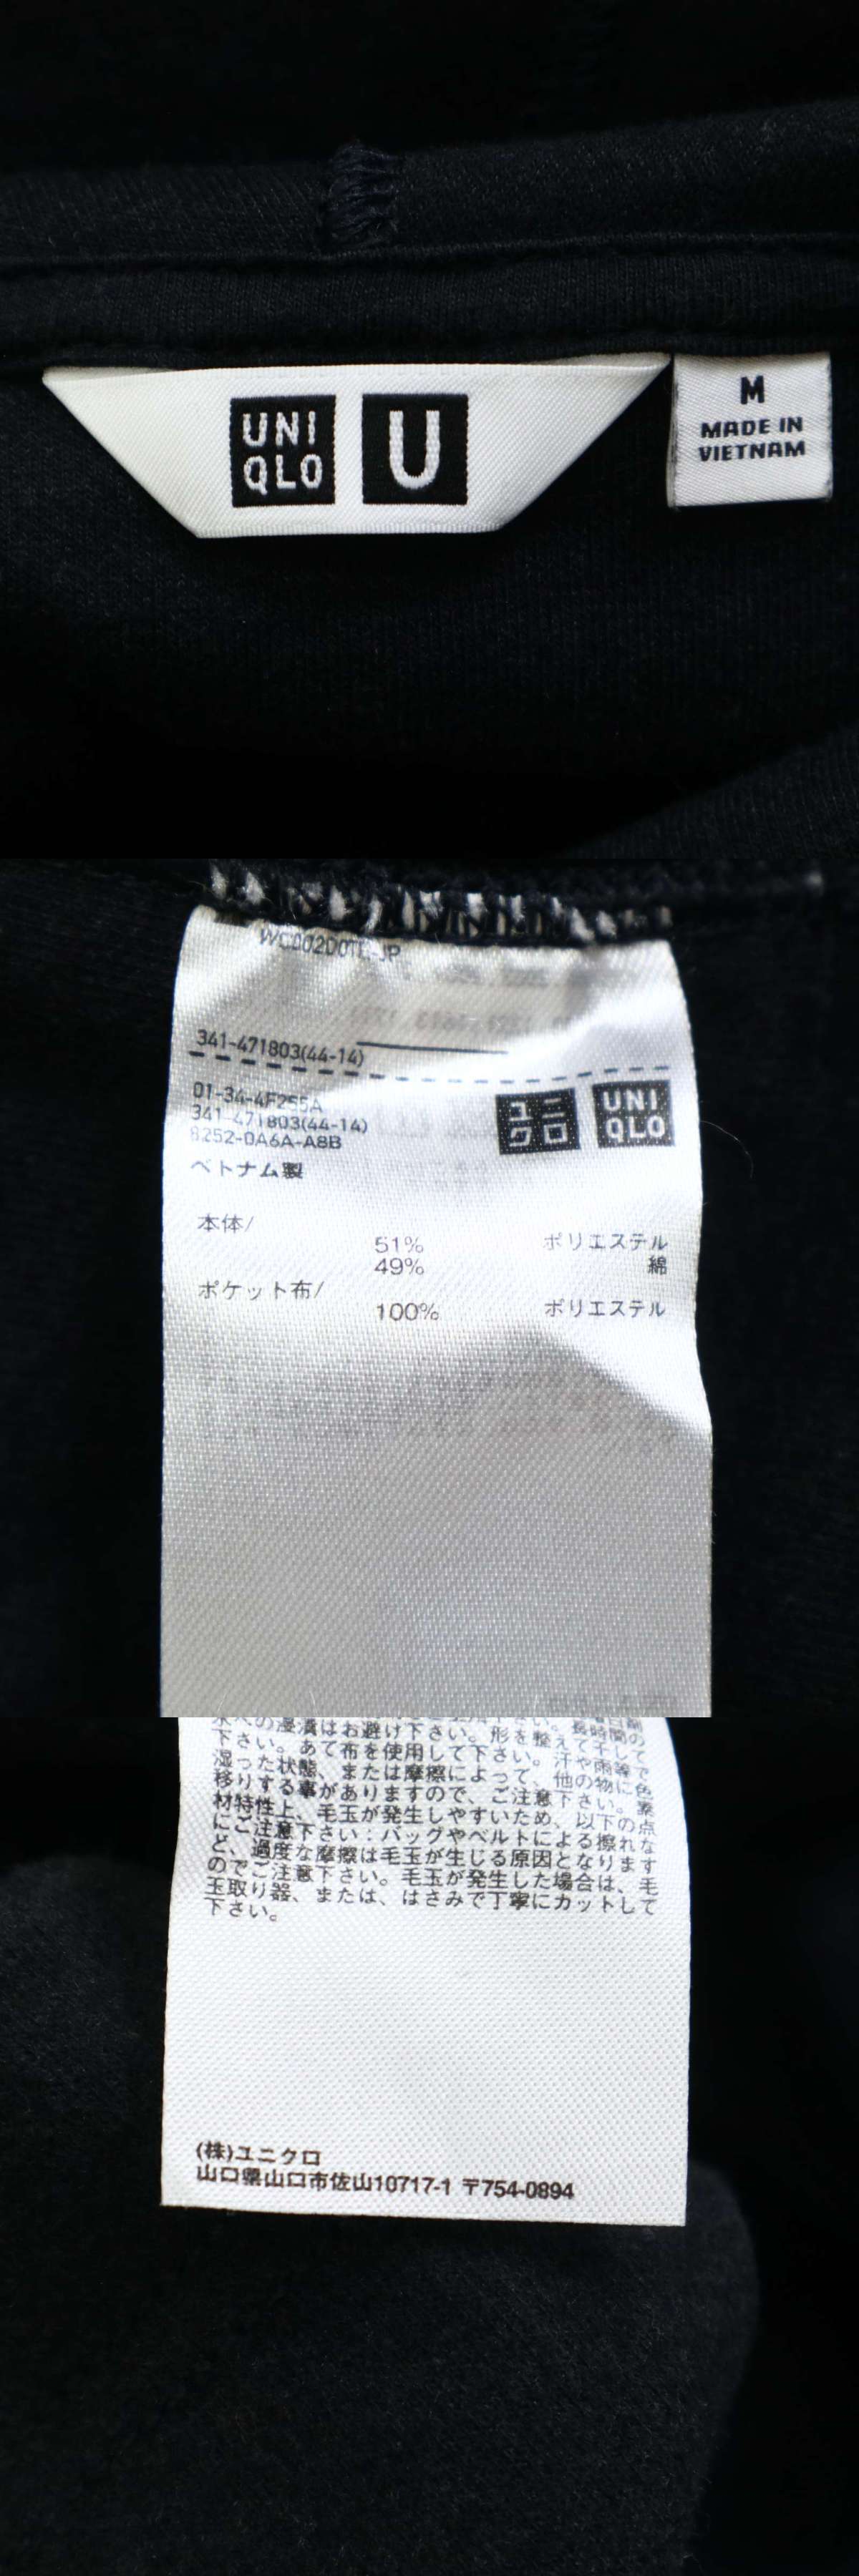 UNI
QLO
U
M
MADE IN
VIETNAM
341-471803(44-14)
01-34-4F255A
341-471803(44-14)
8252-0A6A-A8B
ユニ
クロ
UNI
QLO
ベトナム製
本体/
51% ポリエステル
49% 綿
ポケット布/
100% ポリエステル
下さい。あて布を使用して下さい。汗や雨等で
湿った状態、または摩擦によって、他の物に色
移りする事がありますので、ご注意下さい。素
材特性上、毛玉が発生しやすいため、以下の点
にご注意下さい:バッグやベルトによる擦れな
ど、過度な摩擦は毛玉が生じる原因となります
のでご注意下さい。毛玉が発生した場合は、毛
玉取り器、または、はさみで丁寧にカットして
下さい。
(株)ユニクロ
山口県山口市佐山10717-1 〒754-0894